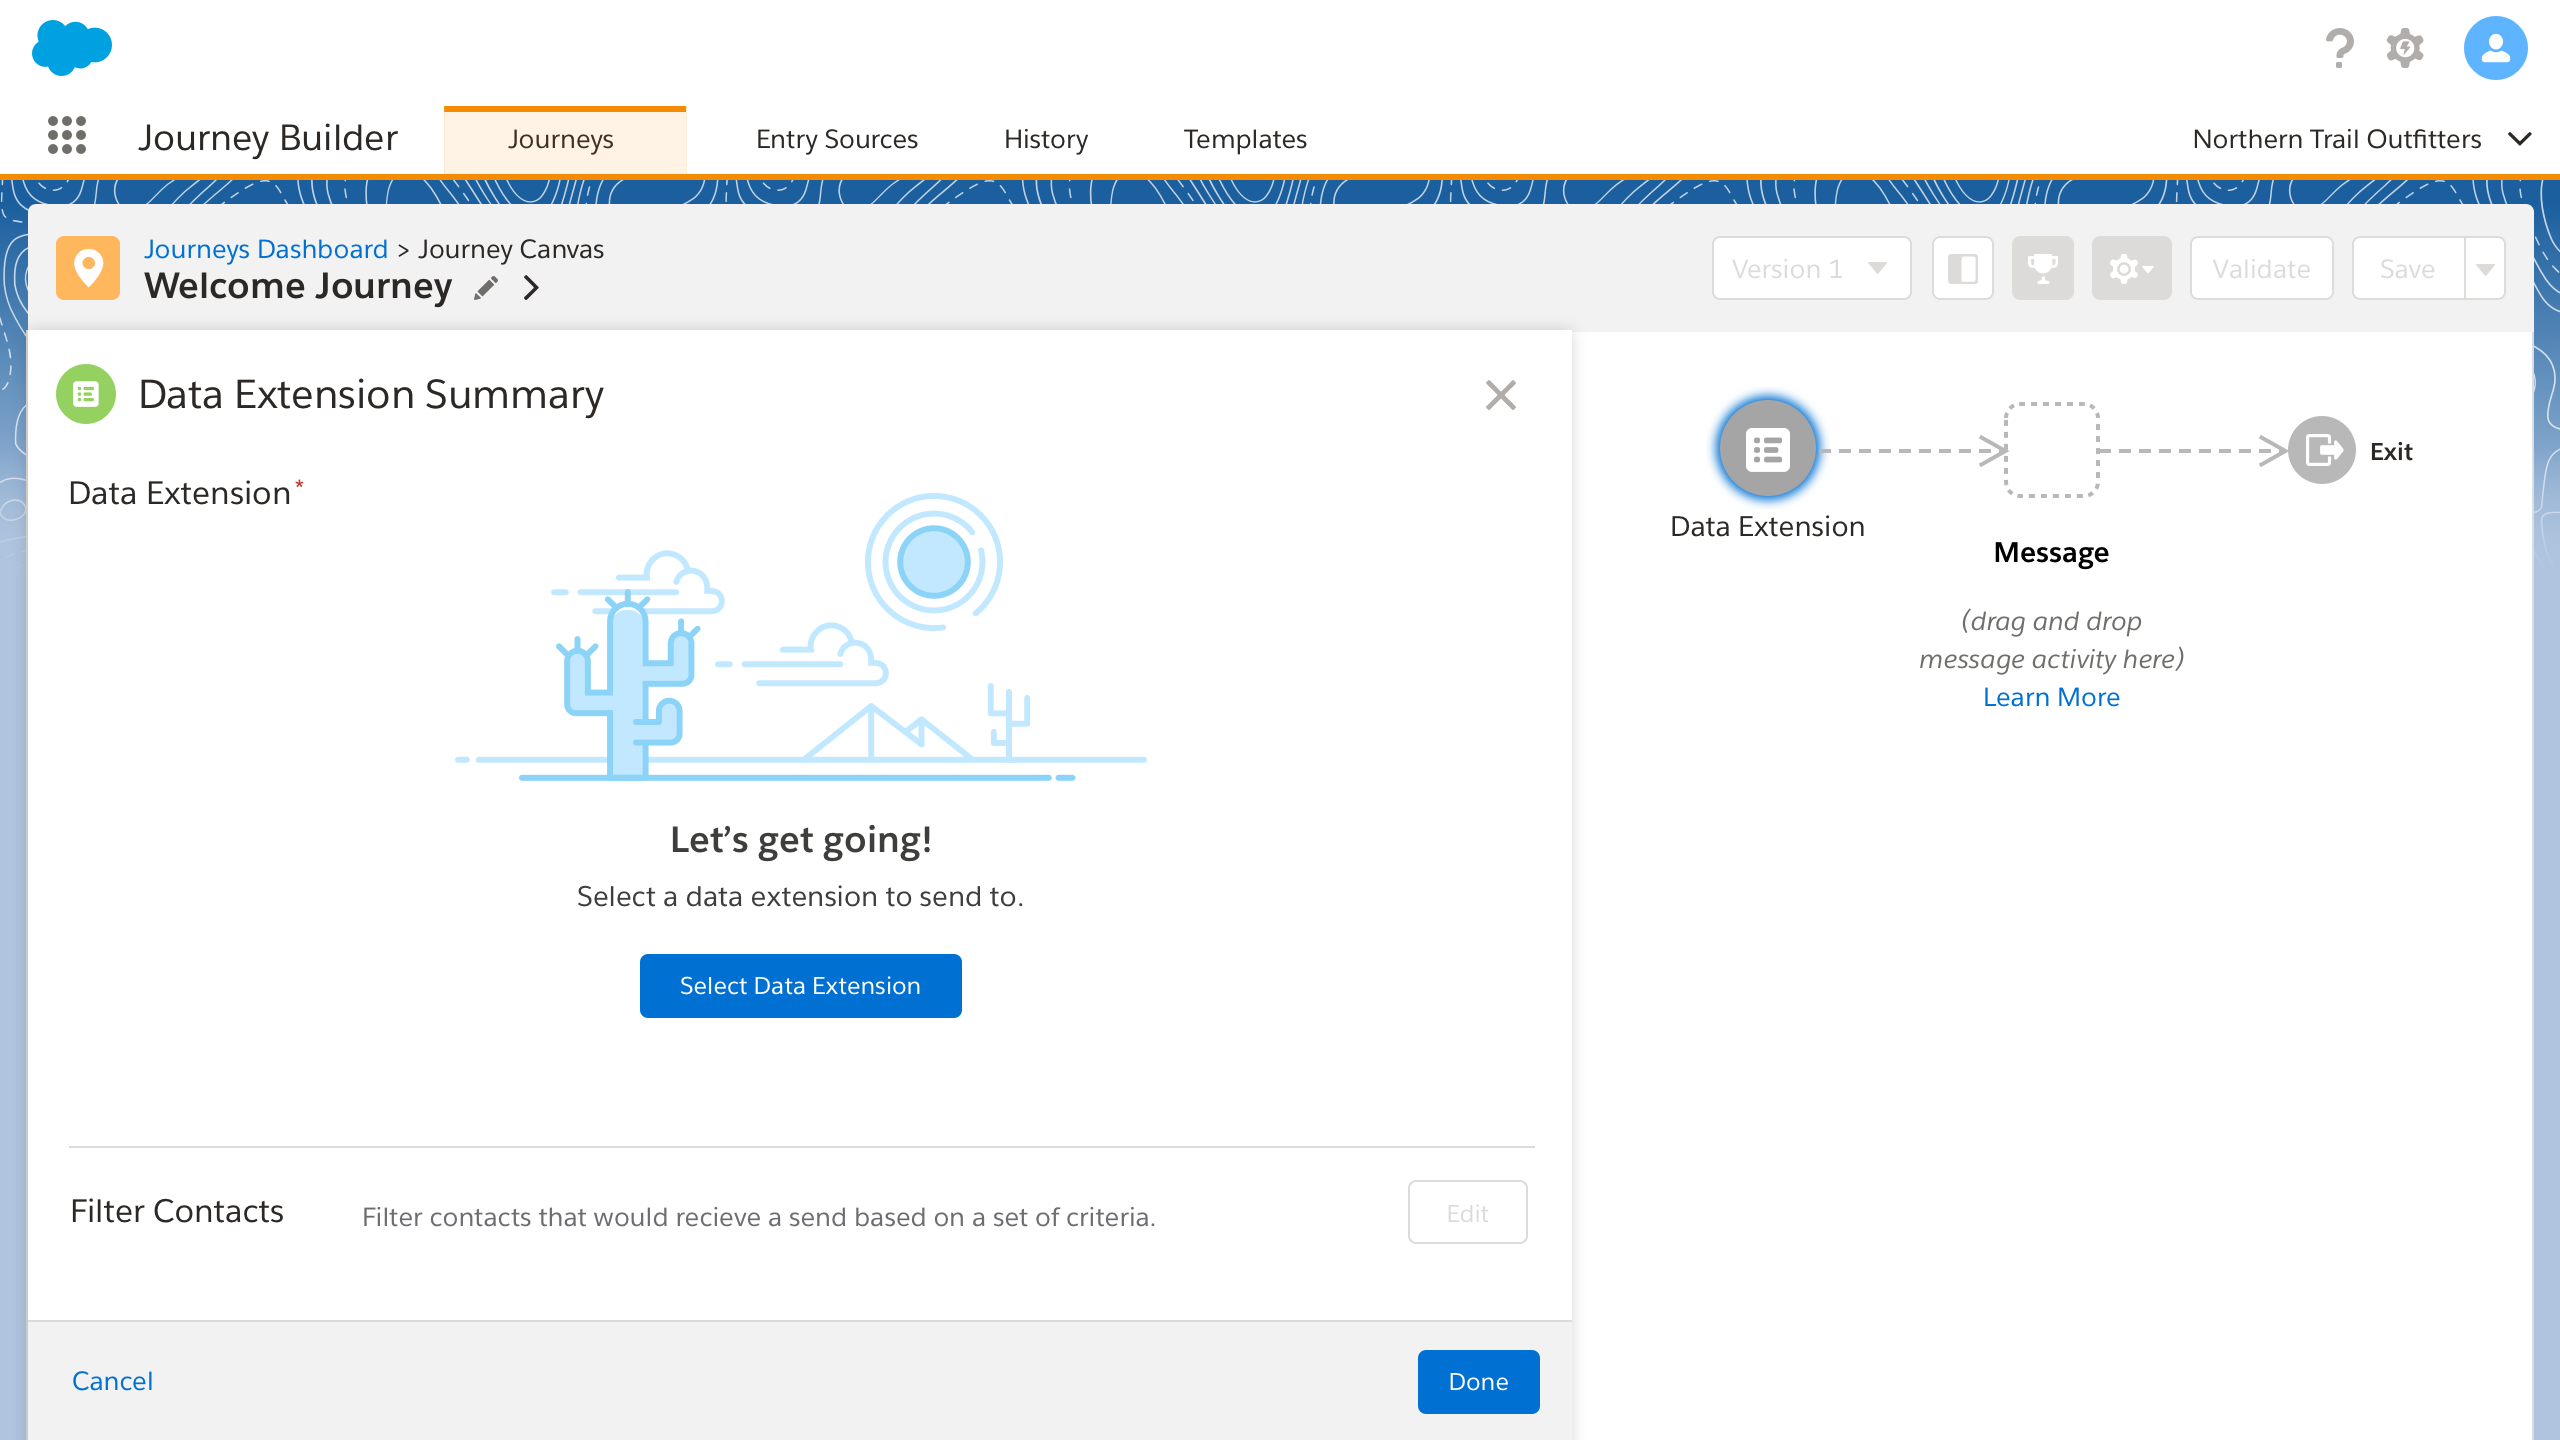 Journey Builder
Journeys
Entry Sources
History
Templates
Northern Trail Outfitters
Journeys Dashboard > Journey Canvas
Welcome Journey
Version 1
Validate
Save
Data Extension Summary
Data Extension*
Let’s get going!
Select a data extension to send to.
Select Data Extension
Filter Contacts
Filter contacts that would recieve a send based on a set of criteria.
Edit
Cancel
Done
Data Extension
Message
(drag and drop
message activity here)
Learn More
Exit